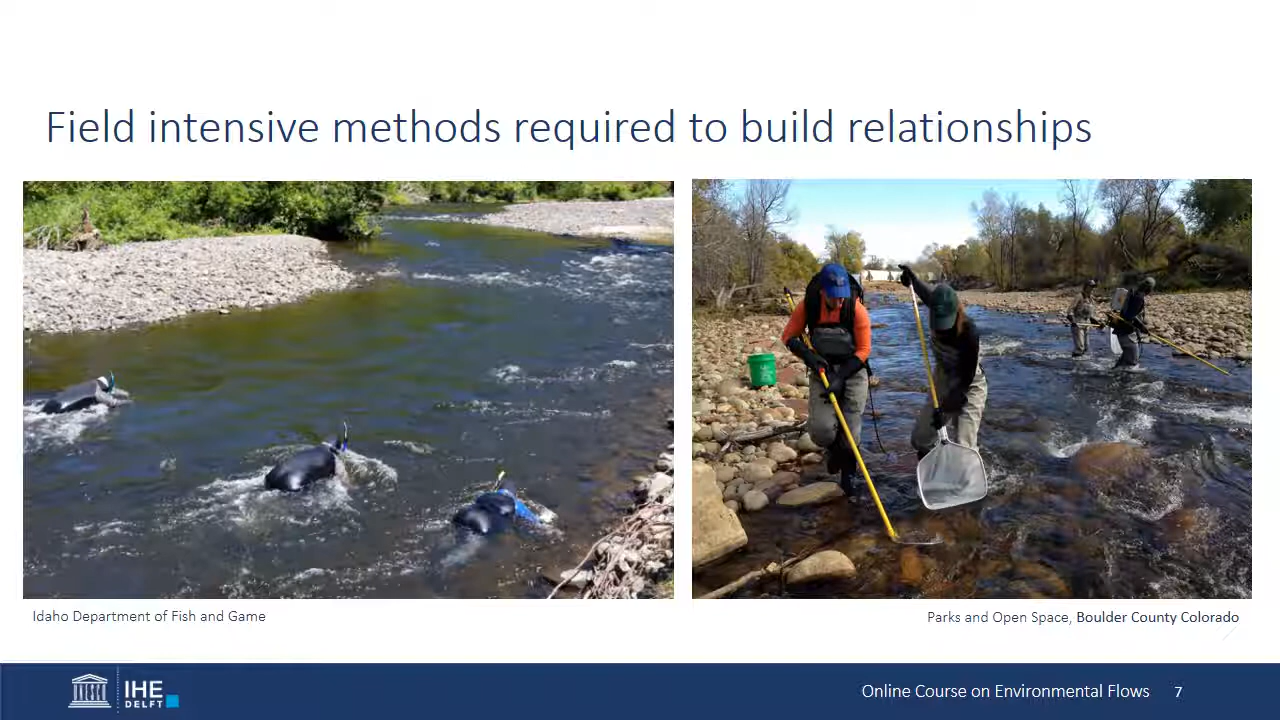 Field intensive methods required to build relationships
Idaho Department of Fish and Game
Parks and Open Space, Boulder County Colorado
IHE
DELFT
Online Course on Environmental Flows 7